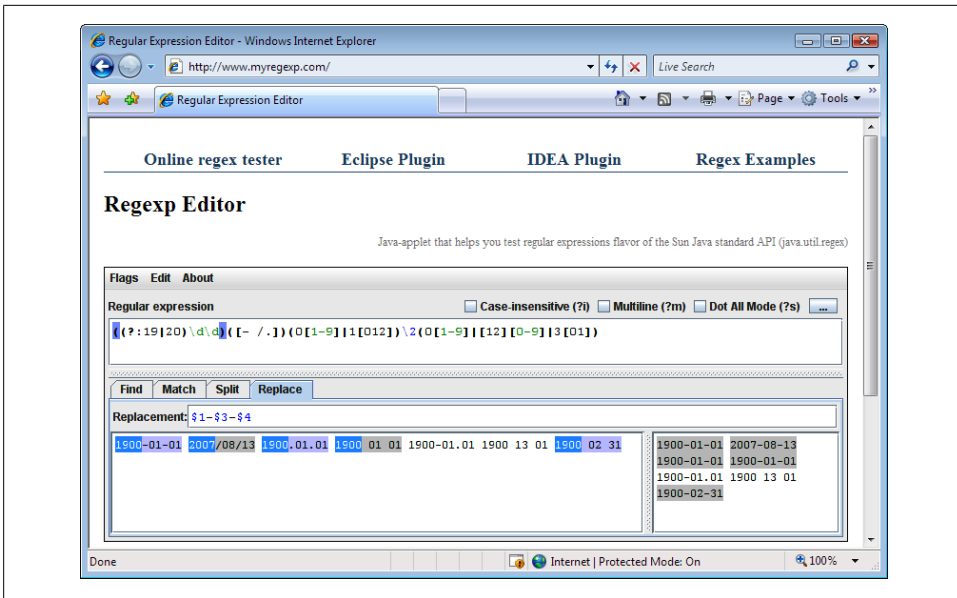 Regular Expression Editor - Windows Internet Explorer
http://www.myregexp.com/
Live Search
Regular Expression Editor
Page
Tools
»
Online regex tester Eclipse Plugin IDEA Plugin Regex Examples
Regexp Editor
Java-applet that helps you test regular expressions flavor of the Sun Java standard API (java.util.regex)
Flags Edit About
Regular expression
Case-insensitive (?i) Multiline (?m) Dot All Mode (?s) ...
((?:19|20)\d\d)([- /.])(0[1-9]|1[012])\2(0[1-9]|[12][0-9]|3[01])
Find Match Split Replace
Replacement: $1-$3-$4
1900-01-01 2007/08/13 1900.01.01 1900 01 01 1900-01.01 1900 13 01 1900 02 31
1900-01-01 2007-08-13
1900-01-01 1900-01-01
1900-01.01 1900 13 01
1900-02-31
Done
Internet | Protected Mode: On
100%